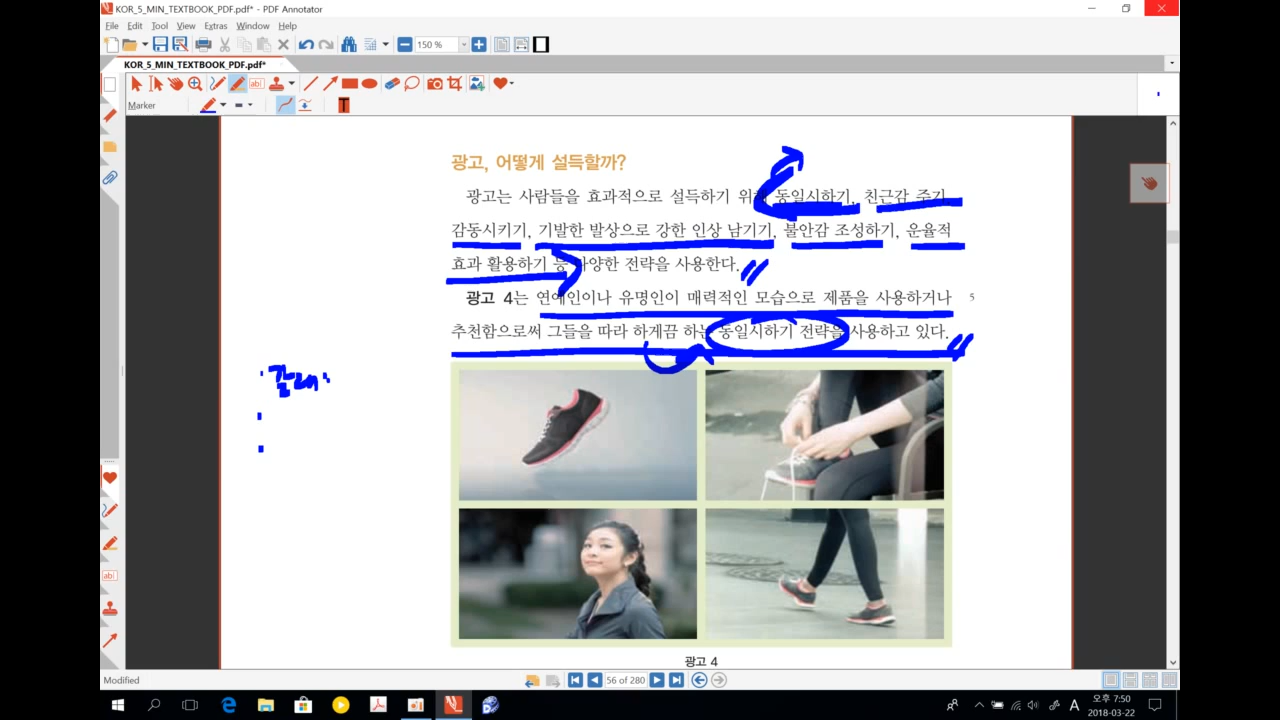 KOR_5_MIN_TEXTBOOK_PDF.pdf* - PDF Annotator
File Edit Tool View Extras Window Help
150 %
KOR_5_MIN_TEXTBOOK_PDF.pdf*
Marker
광고, 어떻게 설득할까?
광고는 사람들을 효과적으로 설득하기 위해 동일시하기, 친근감 주기,
감동시키기, 기발한 발상으로 강한 인상 남기기, 불안감 조성하기, 운율적
효과 활용하기 등 다양한 전략을 사용한다.
광고 4는 연예인이나 유명인이 매력적인 모습으로 제품을 사용하거나 5
추천함으로써 그들을 따라 하게끔 하는 동일시하기 전략을 사용하고 있다.
광고 4
56 of 280
Modified
A 오후 7:50
2018-03-22